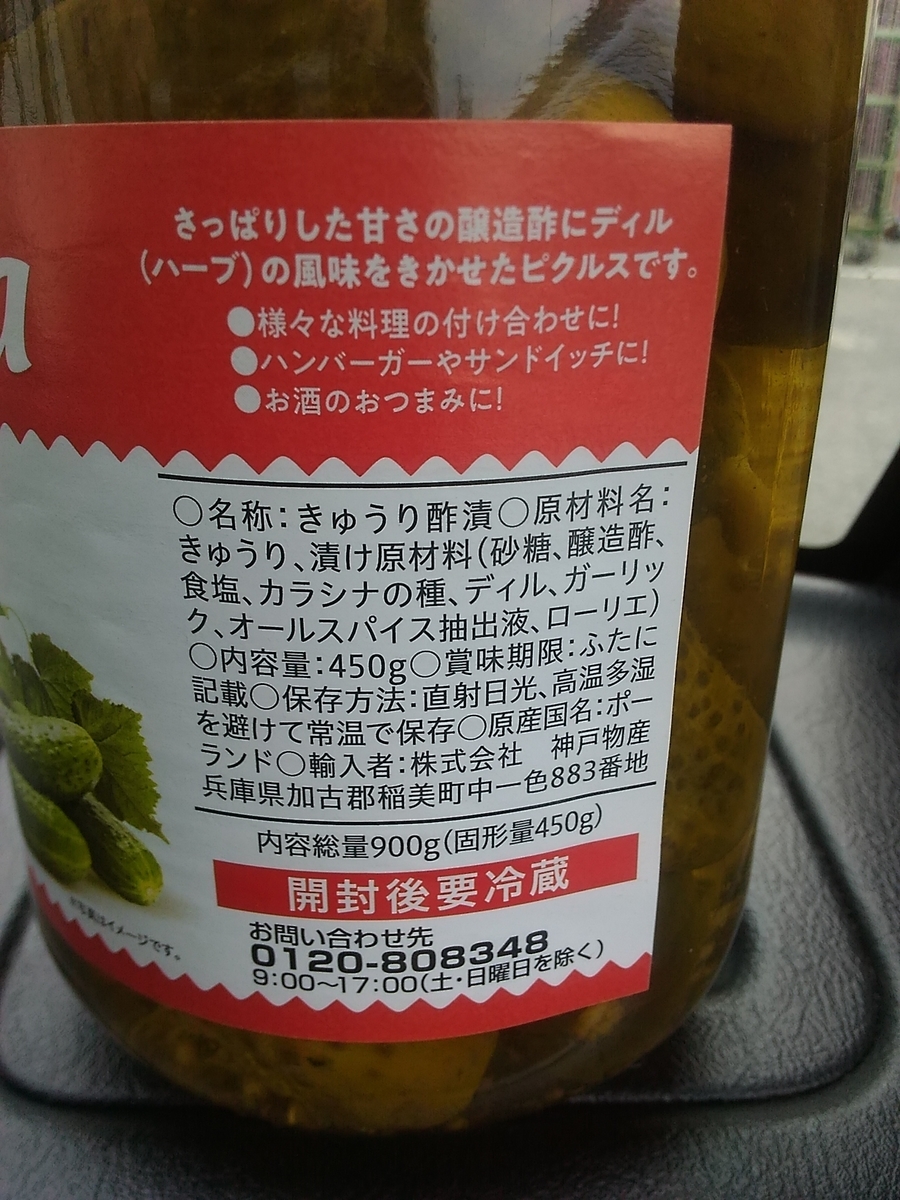 さっぱりした甘さの醸造酢にディル
(ハーブ)の風味をきかせたピクルスです。
●様々な料理の付け合わせに!
●ハンバーガーやサンドイッチに!
●お酒のおつまみに!
○名称:きゅうり酢漬○原材料名:
きゅうり、漬け原材料(砂糖、醸造酢、
食塩、カラシナの種、ディル、ガーリッ
ク、オールスパイス抽出液、ローリエ)
○内容量:450g○賞味期限:ふたに
記載○保存方法:直射日光、高温多湿
を避けて常温で保存○原産国名:ポー
ランド○輸入者:株式会社 神戸物産
兵庫県加古郡稲美町中一色883番地
内容総量900g(固形量450g)
開封後要冷蔵
お問い合わせ先
0120-808348
9:00〜17:00(土・日曜日を除く)
※写真はイメージです。